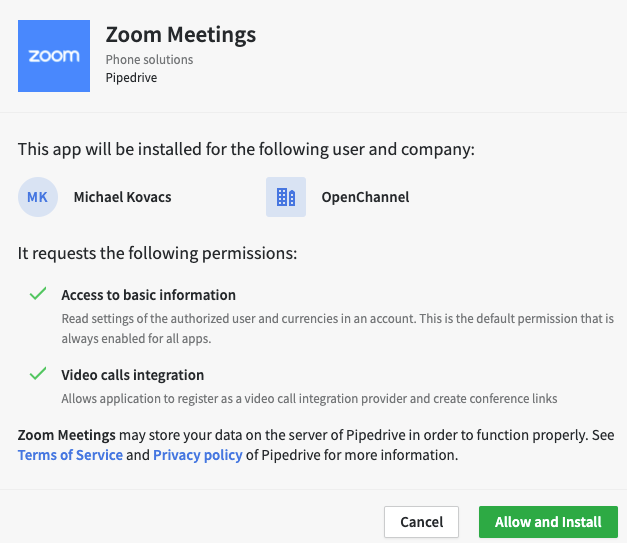 zoom
Zoom Meetings
Phone solutions
Pipedrive
This app will be installed for the following user and company:
MK
Michael Kovacs
OpenChannel
It requests the following permissions:
Access to basic information
Read settings of the authorized user and currencies in an account. This is the default permission that is
always enabled for all apps.
Video calls integration
Allows application to register as a video call integration provider and create conference links
Zoom Meetings may store your data on the server of Pipedrive in order to function properly. See
Terms of Service and Privacy policy of Pipedrive for more information.
Cancel
Allow and Install